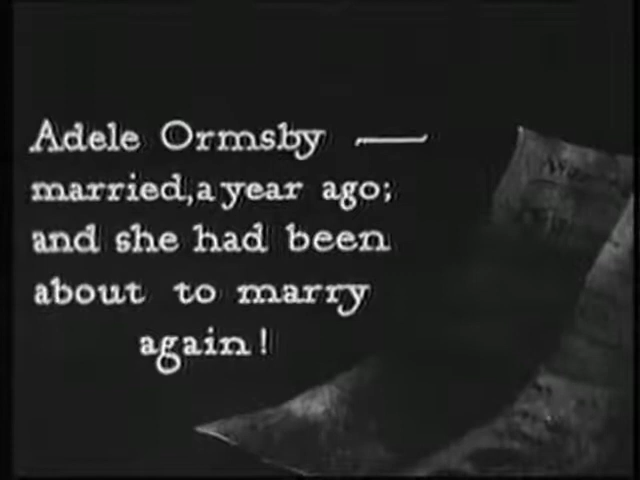 Adele Ormsby —
married, a year ago;
and she had been
about to marry
again!